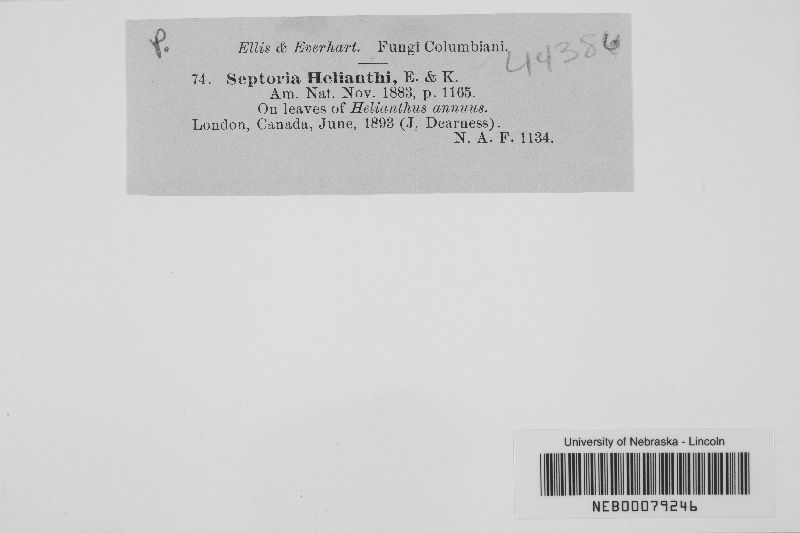 P.
Ellis & Everhart. Fungi Columbiani.
44386
74. Septoria Helianthi, E. & K.
Am. Nat. Nov. 1883, p. 1165.
On leaves of Helianthus annuus.
London, Canada, June, 1893 (J. Dearness).
N. A. F. 1134.
University of Nebraska - Lincoln
NEB00079246